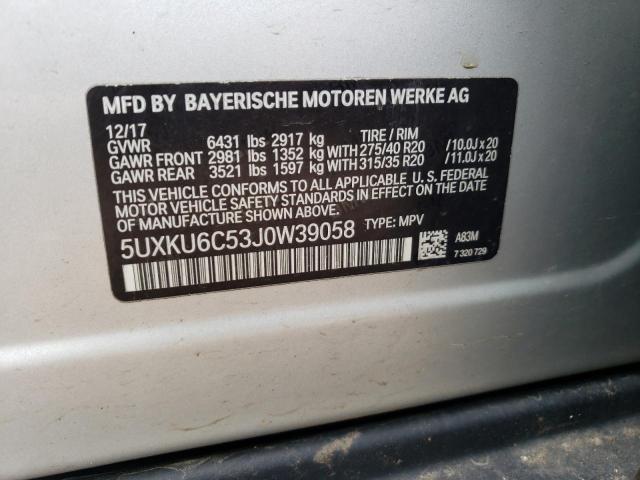 MFD BY BAYERISCHE MOTOREN WERKE AG
12/17
GVWR 6431 lbs 2917 kg TIRE / RIM
GAWR FRONT 2981 lbs 1352 kg WITH 275/40 R20 /10.0J x 20
GAWR REAR 3521 lbs 1597 kg WITH 315/35 R20 /11.0J x 20
THIS VEHICLE CONFORMS TO ALL APPLICABLE U. S. FEDERAL
MOTOR VEHICLE SAFETY STANDARDS IN EFFECT ON THE DATE
OF MANUFACTURE SHOWN ABOVE.
5UXKU6C53J0W39058 TYPE: MPV A83M
7 320 729